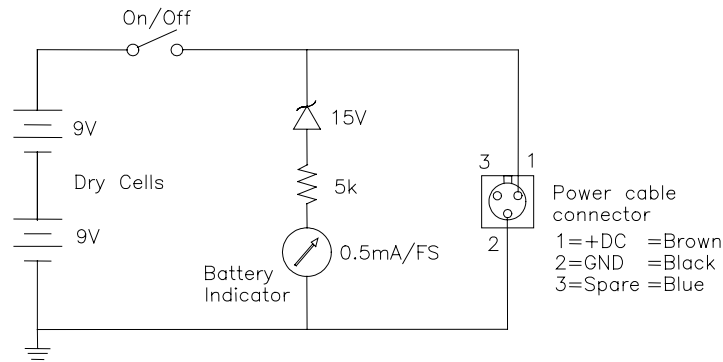 On/Off
9V
15V
Dry Cells
5k
3 1
9V
0.5mA/FS
2
Battery
Indicator
Power cable
connector
1=+DC =Brown
2=GND =Black
3=Spare =Blue